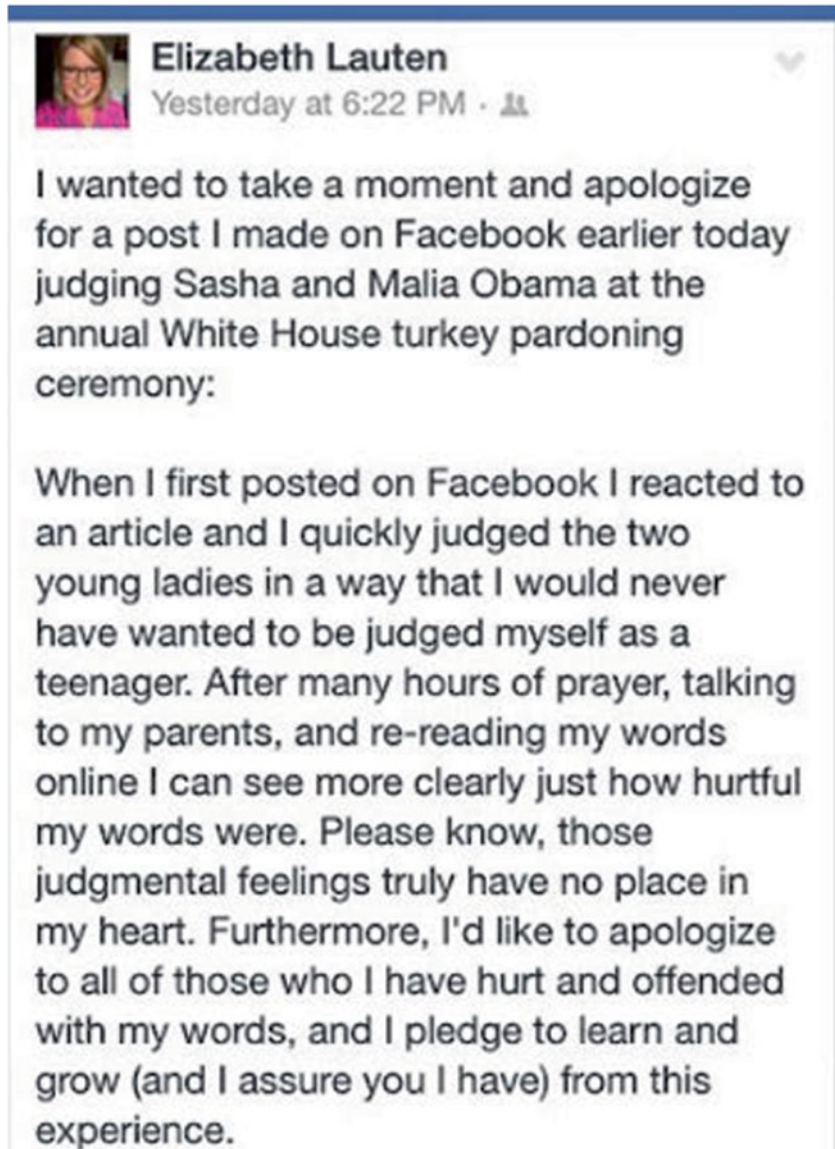 Elizabeth Lauten
Yesterday at 6:22 PM ·
I wanted to take a moment and apologize
for a post I made on Facebook earlier today
judging Sasha and Malia Obama at the
annual White House turkey pardoning
ceremony:
When I first posted on Facebook I reacted to
an article and I quickly judged the two
young ladies in a way that I would never
have wanted to be judged myself as a
teenager. After many hours of prayer, talking
to my parents, and re-reading my words
online I can see more clearly just how hurtful
my words were. Please know, those
judgmental feelings truly have no place in
my heart. Furthermore, I'd like to apologize
to all of those who I have hurt and offended
with my words, and I pledge to learn and
grow (and I assure you I have) from this
experience.